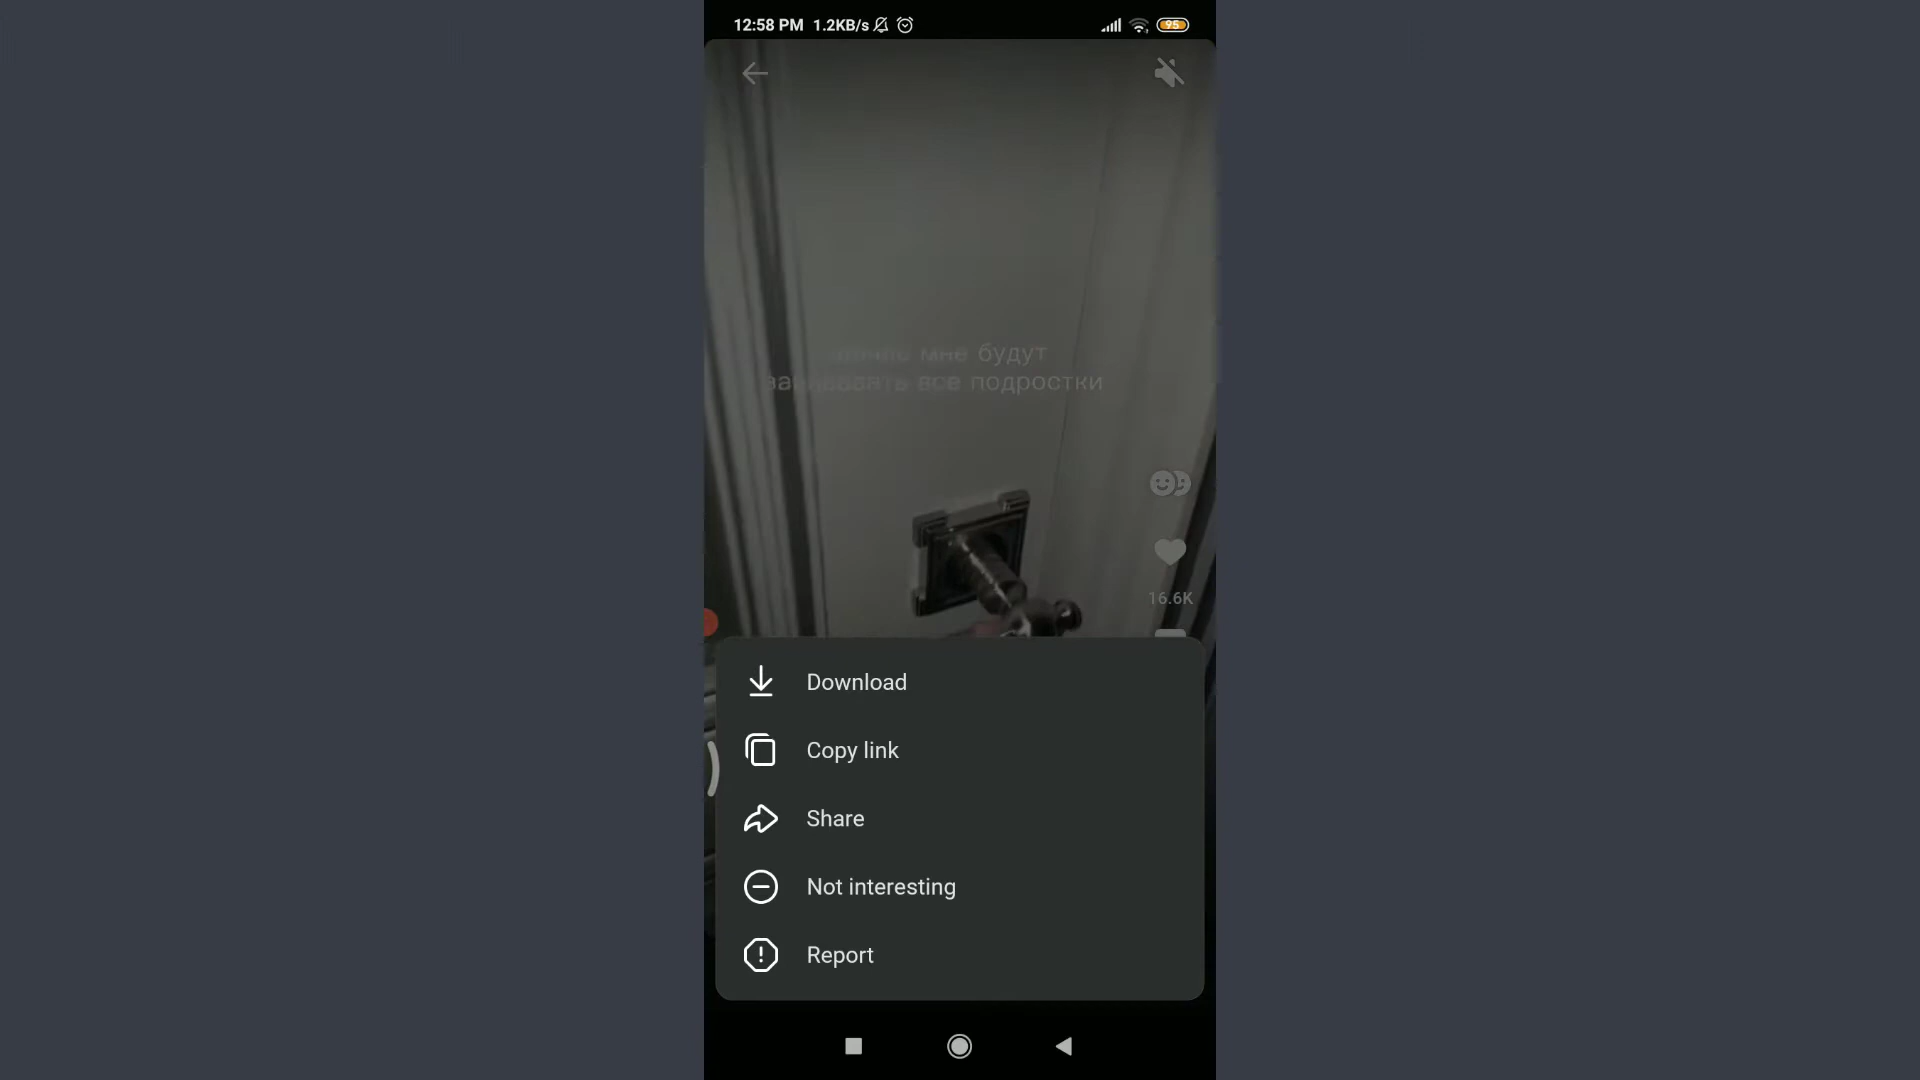 12:58 PM 1.2KB/s
95
мне будут
все подростки
16.6K
Download
Copy link
Share
Not interesting
Report